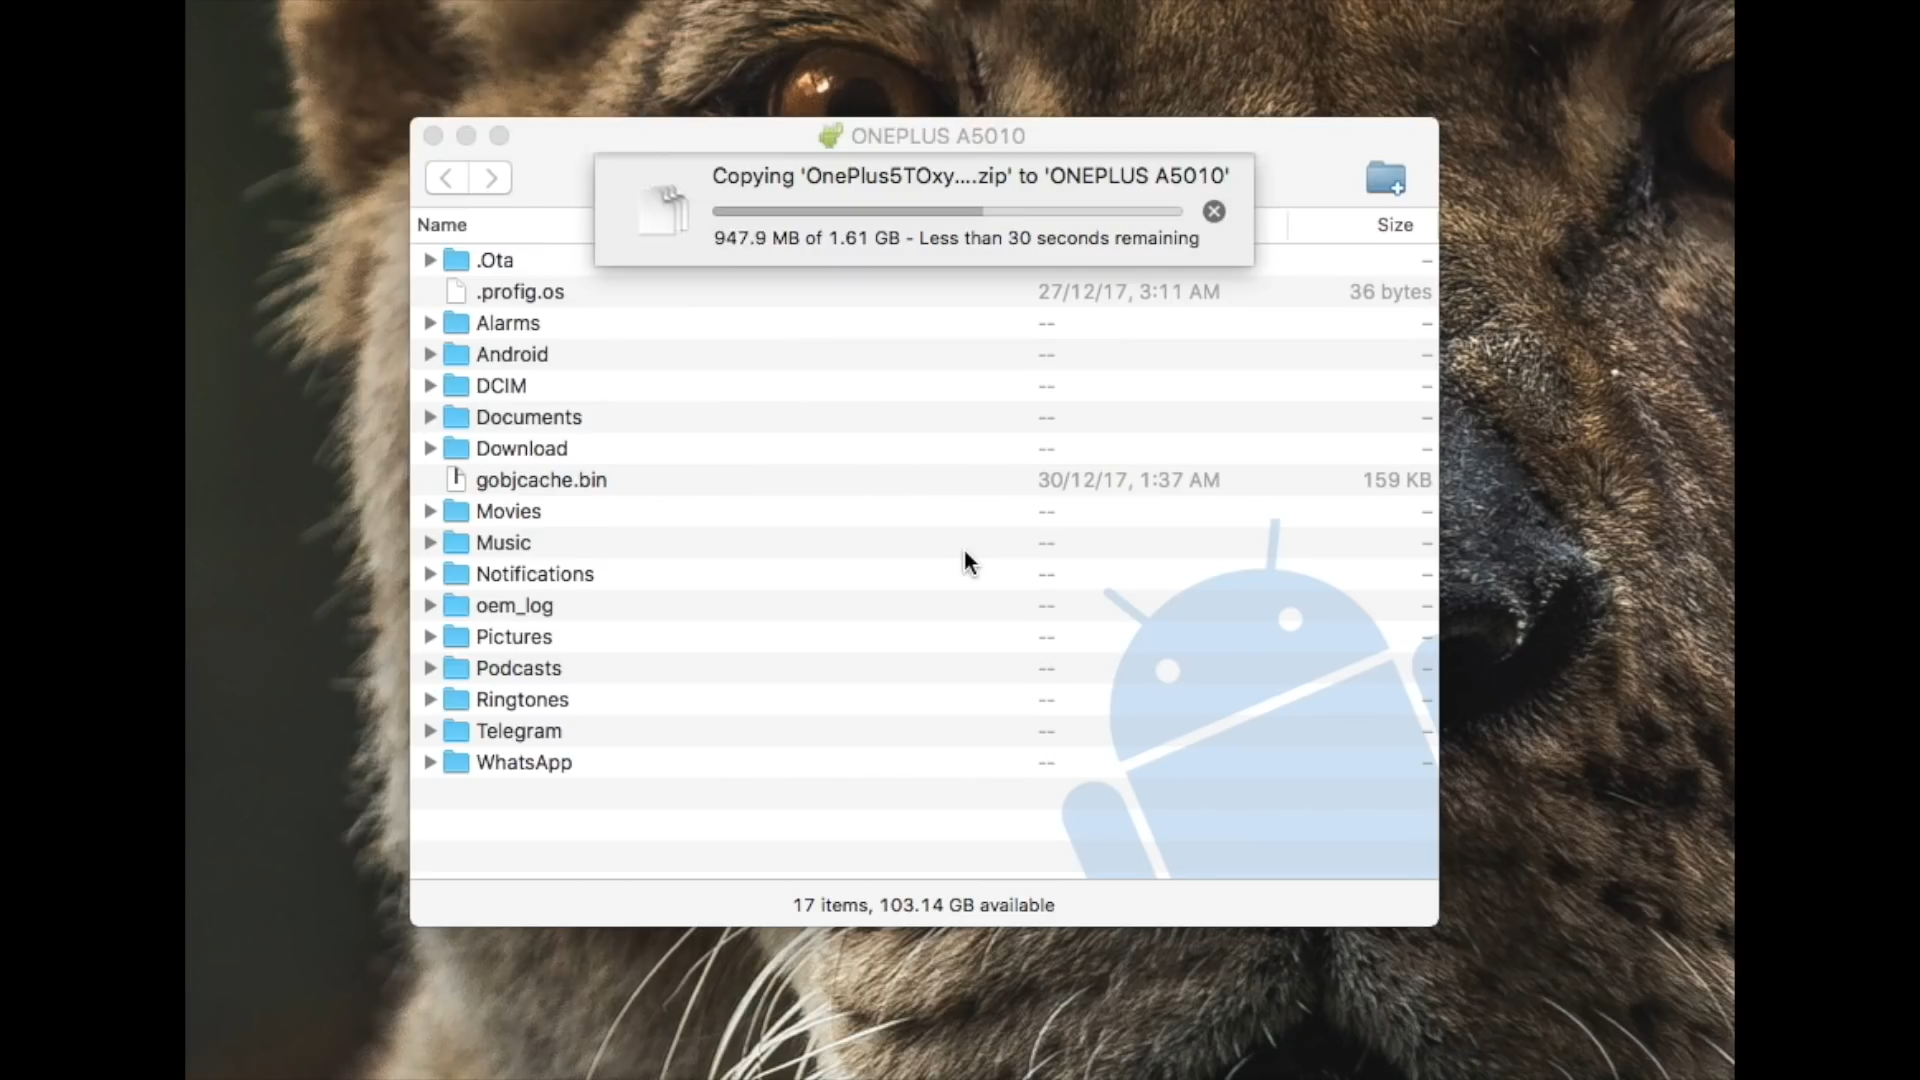 ONEPLUS A5010
Copying 'OnePlus5TOxy....zip' to 'ONEPLUS A5010'
947.9 MB of 1.61 GB - Less than 30 seconds remaining
Name Size
.Ota –
.profig.os 27/12/17, 3:11 AM 36 bytes
Alarms -- –
Android -- –
DCIM -- –
Documents -- –
Download -- –
gobjcache.bin 30/12/17, 1:37 AM 159 KB
Movies -- –
Music -- –
Notifications -- –
oem_log -- –
Pictures -- –
Podcasts -- –
Ringtones -- –
Telegram -- –
WhatsApp -- –
17 items, 103.14 GB available